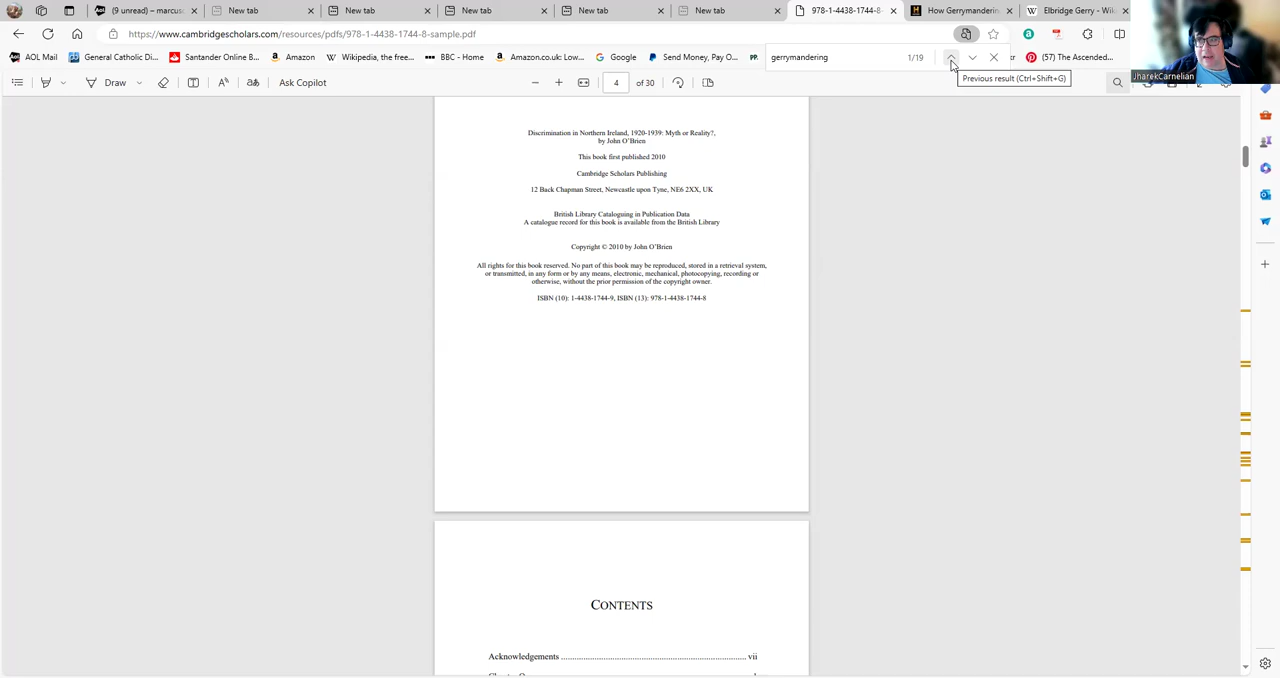 (9 unread) – marcusc
New tab
New tab
New tab
New tab
New tab
978-1-4438-1744-8-
How Gerrymanderin
Elbridge Gerry - Wiki
https://www.cambridgescholars.com/resources/pdfs/978-1-4438-1744-8-sample.pdf
AOL Mail
General Catholic Di...
Santander Online B...
Amazon
Wikipedia, the free...
BBC - Home
Amazon.co.uk: Low...
Google
Send Money, Pay O...
gerrymandering
1/19
(57) The Ascended...
JharekCarnelian
Previous result (Ctrl+Shift+G)
Draw
4
of 30
Ask Copilot
Discrimination in Northern Ireland, 1920-1939: Myth or Reality?,
by John O'Brien
This book first published 2010
Cambridge Scholars Publishing
12 Back Chapman Street, Newcastle upon Tyne, NE6 2XX, UK
British Library Cataloguing in Publication Data
A catalogue record for this book is available from the British Library
Copyright © 2010 by John O'Brien
All rights for this book reserved. No part of this book may be reproduced, stored in a retrieval system,
or transmitted, in any form or by any means, electronic, mechanical, photocopying, recording or
otherwise, without the prior permission of the copyright owner.
ISBN (10): 1-4438-1744-9, ISBN (13): 978-1-4438-1744-8
CONTENTS
Acknowledgements ........................................................................... vii